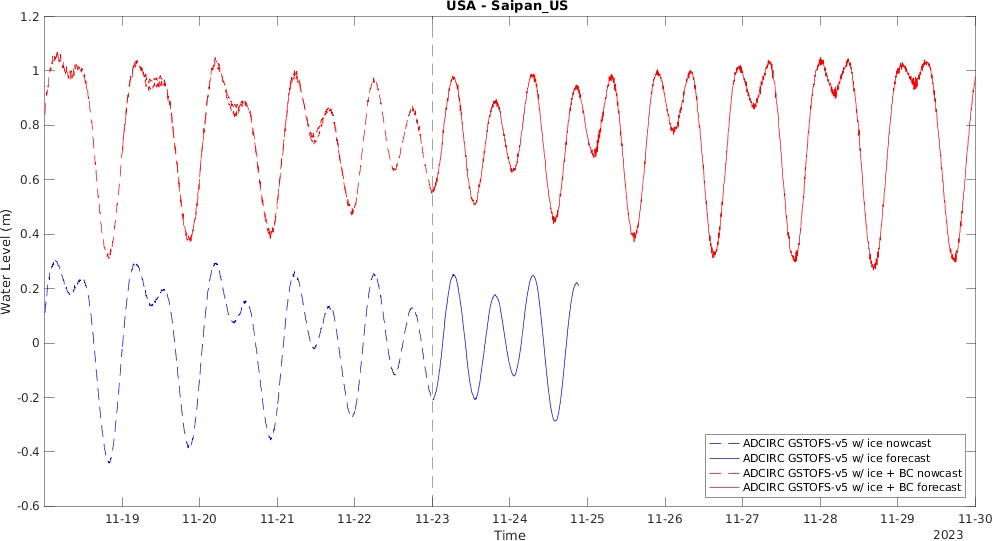 USA - Saipan_US
Water Level (m)
1.2
1
0.8
0.6
0.4
0.2
0
-0.2
-0.4
-0.6
ADCIRC GSTOFS-v5 w/ ice nowcast
ADCIRC GSTOFS-v5 w/ ice forecast
ADCIRC GSTOFS-v5 w/ ice + BC nowcast
ADCIRC GSTOFS-v5 w/ ice + BC forecast
11-19 11-20 11-21 11-22 11-23 11-24 11-25 11-26 11-27 11-28 11-29 11-30
Time 2023